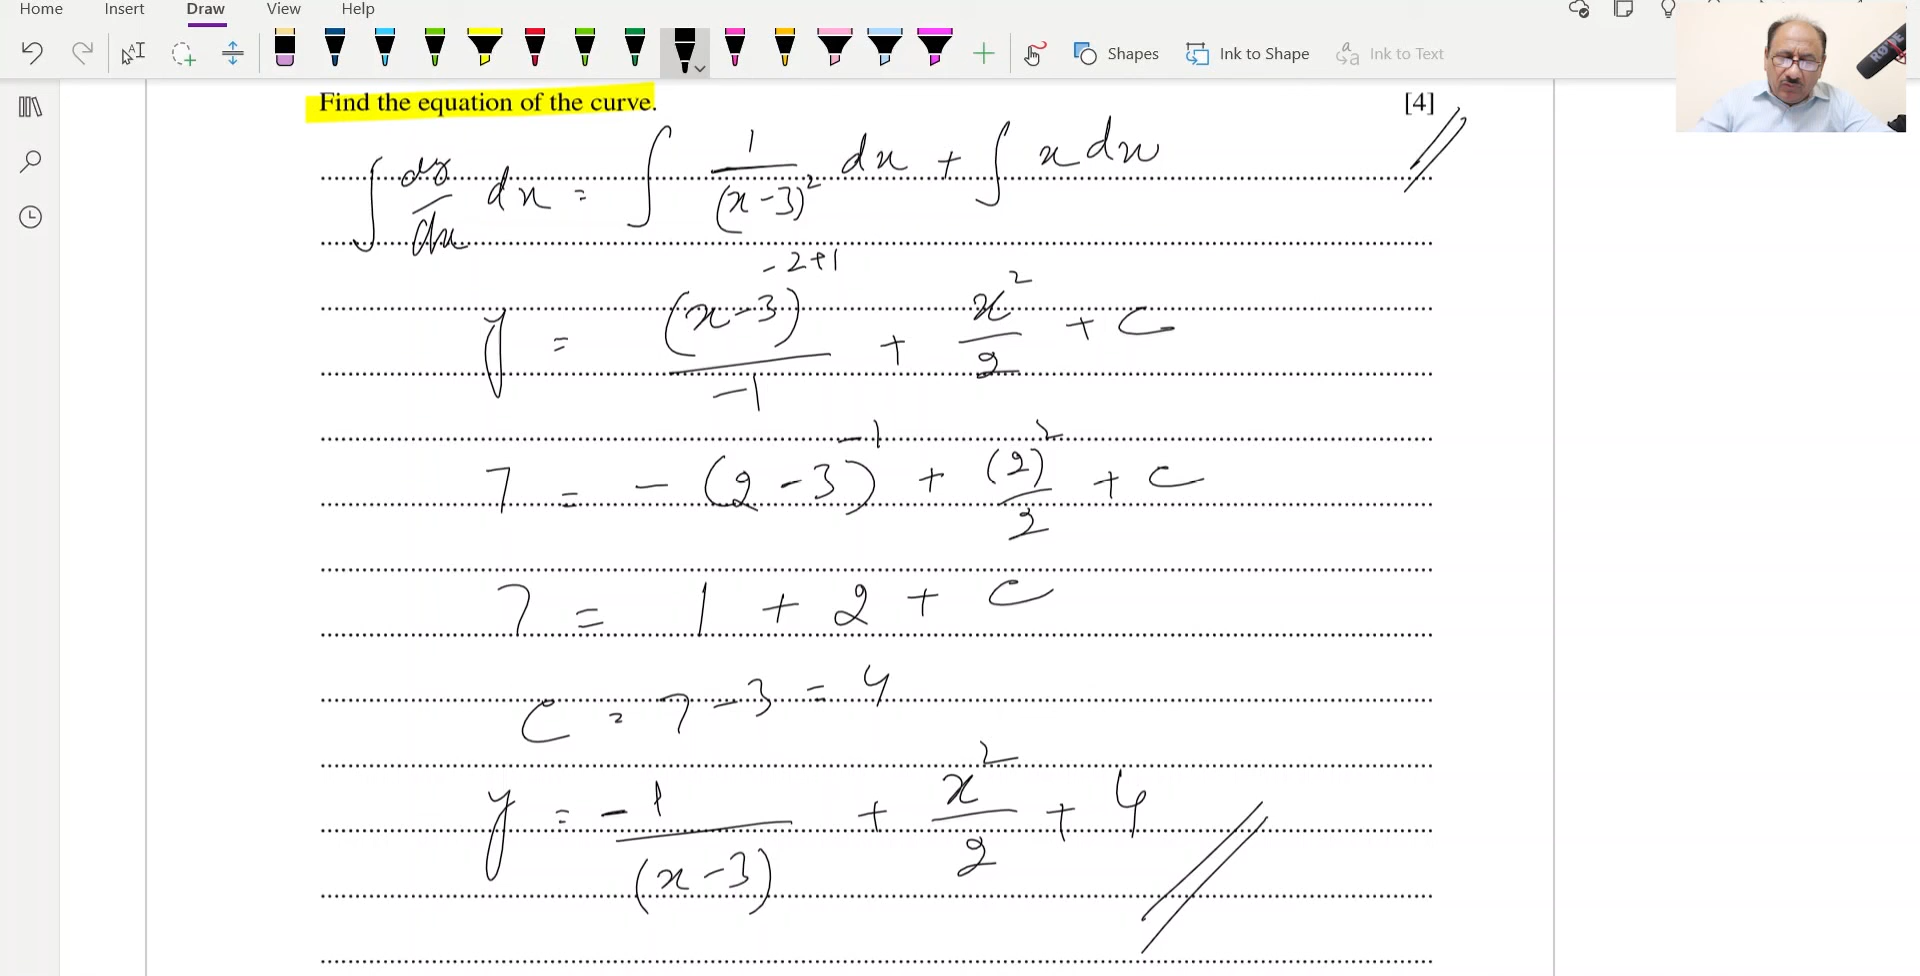 Home Insert Draw View Help
Shapes Ink to Shape Ink to Text
RØDE
Find the equation of the curve. [4]
∫ dy/dx dx = ∫ 1/(x-3)² dx + ∫ x dx
y = (x-3)^(-2+1)/-1 + x²/2 + c
7 = -(2-3)^-1 + (2)²/2 + c
7 = 1 + 2 + c
c = 7-3 = 4
y = -1/(x-3) + x²/2 + 4